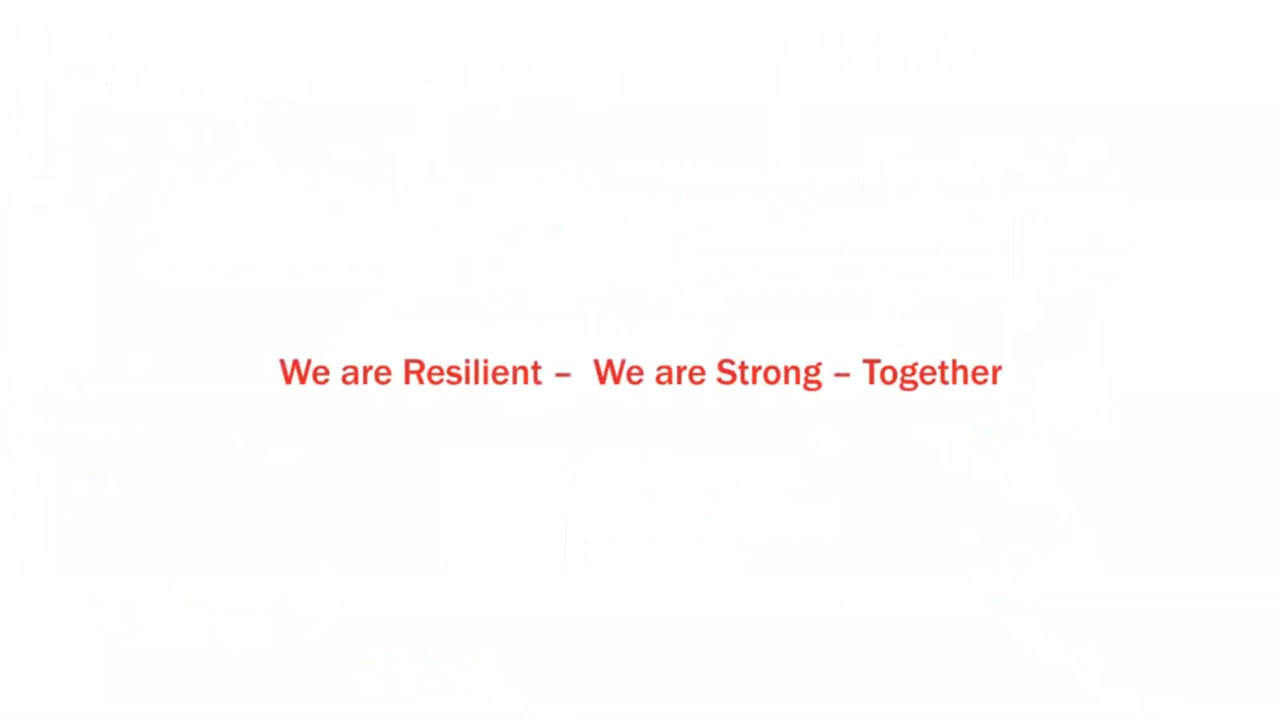 We are Resilient –  We are Strong – Together